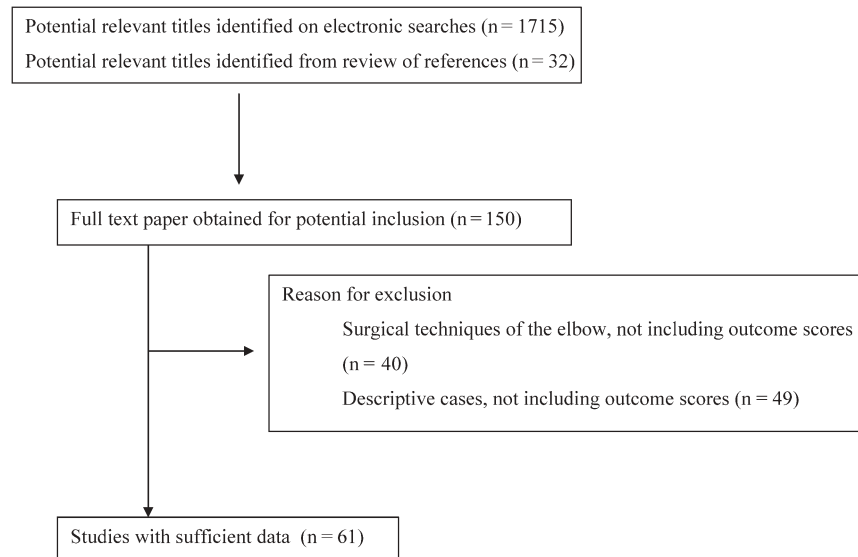 Potential relevant titles identified on electronic searches (n = 1715)
Potential relevant titles identified from review of references (n = 32)
Full text paper obtained for potential inclusion (n = 150)
Reason for exclusion
Surgical techniques of the elbow, not including outcome scores
(n = 40)
Descriptive cases, not including outcome scores (n = 49)
Studies with sufficient data (n = 61)